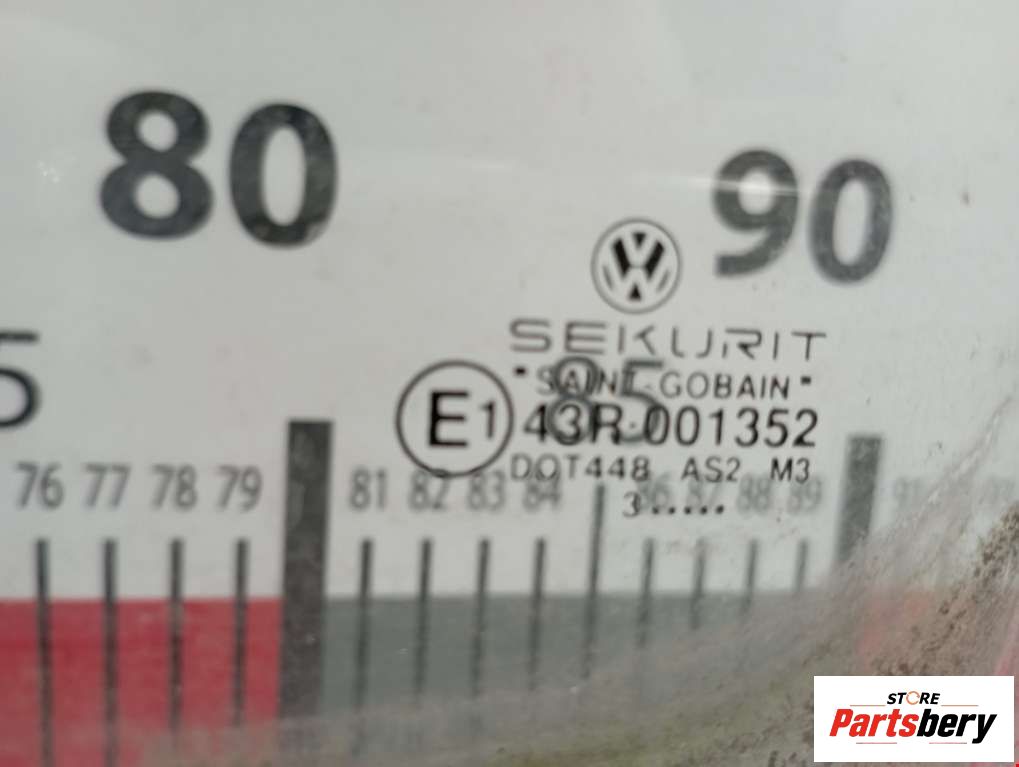 80 90
SEKURIT
"SAINT-GOBAIN"
85
E1 43R-001352
DOT448 AS2 M3
76 77 78 79 81 82 83 84 86 87 88 89 91
3.....
STORE
Partsbery